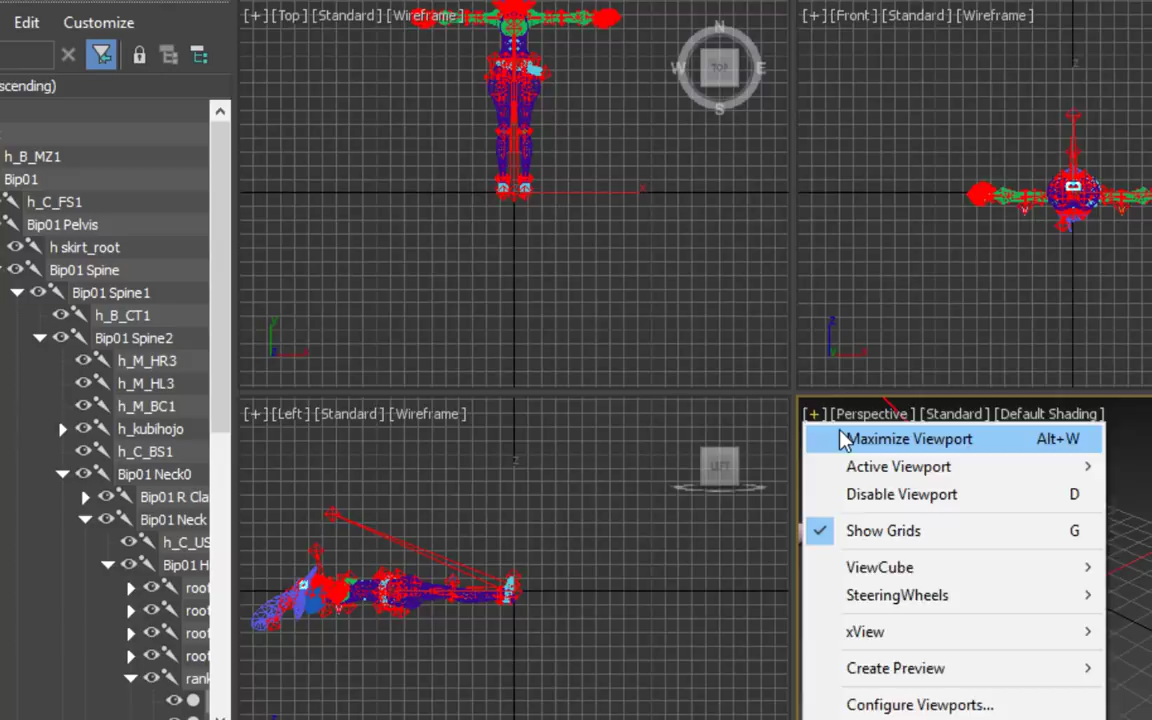 Edit Customize
scending)
h_B_MZ1
Bip01
h_C_FS1
Bip01 Pelvis
h skirt_root
Bip01 Spine
Bip01 Spine1
h_B_CT1
Bip01 Spine2
h_M_HR3
h_M_HL3
h_M_BC1
h_kubihojo
h_C_BS1
Bip01 Neck0
Bip01 R Cla
Bip01 Neck
h_C_US
Bip01 H
root
root
root
root
rank
[+] [Top] [Standard] [Wireframe]
N
W TOP E
S
x
y
[+] [Front] [Standard] [Wireframe]
z
[+] [Left] [Standard] [Wireframe]
z
LEFT
[+] [Perspective] [Standard] [Default Shading]
Maximize Viewport Alt+W
Active Viewport
Disable Viewport D
Show Grids G
ViewCube
SteeringWheels
xView
Create Preview
Configure Viewports...